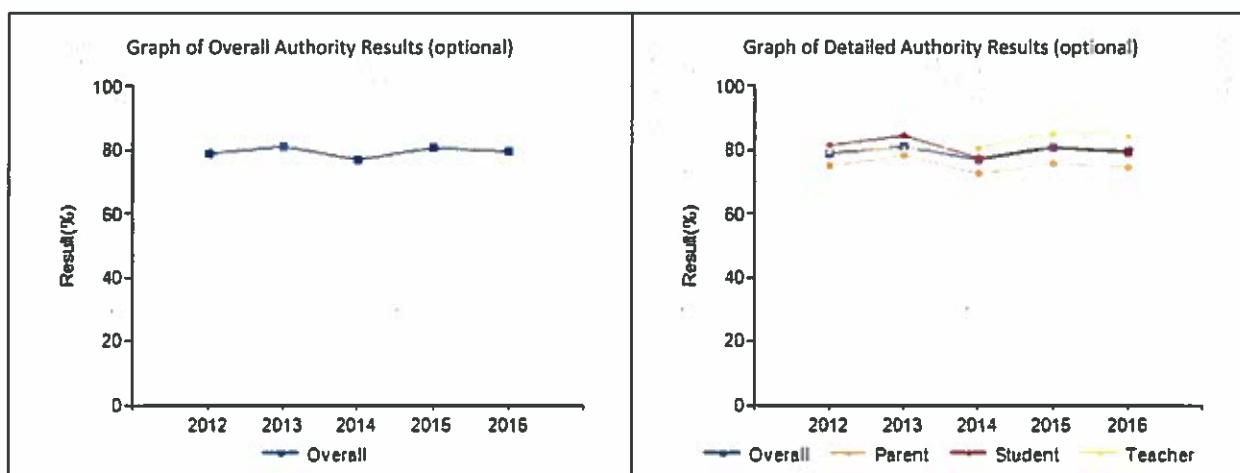 Graph of Overall Authority Results (optional)
100
80
60
40
20
0
Result(%)
2012 2013 2014 2015 2016
Overall
Graph of Detailed Authority Results (optional)
100
80
60
40
20
0
Result(%)
2012 2013 2014 2015 2016
Overall Parent Student Teacher